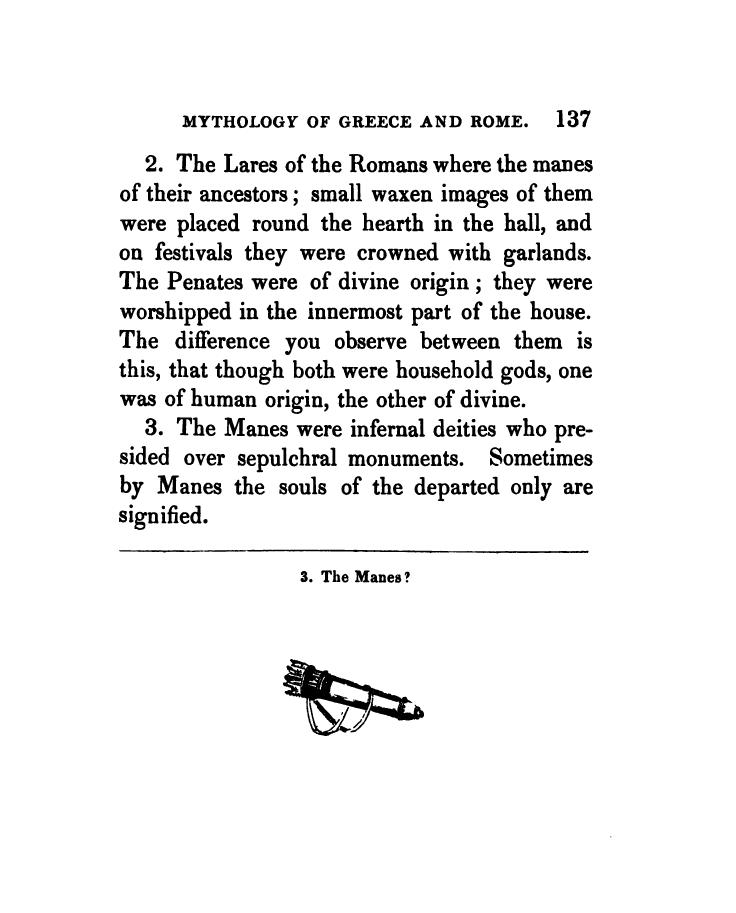 MYTHOLOGY OF GREECE AND ROME. 137
2. The Lares of the Romans where the manes
of their ancestors; small waxen images of them
were placed round the hearth in the hall, and
on festivals they were crowned with garlands.
The Penates were of divine origin; they were
worshipped in the innermost part of the house.
The difference you observe between them is
this, that though both were household gods, one
was of human origin, the other of divine.
3. The Manes were infernal deities who pre-
sided over sepulchral monuments. Sometimes
by Manes the souls of the departed only are
signified.
3. The Manes?